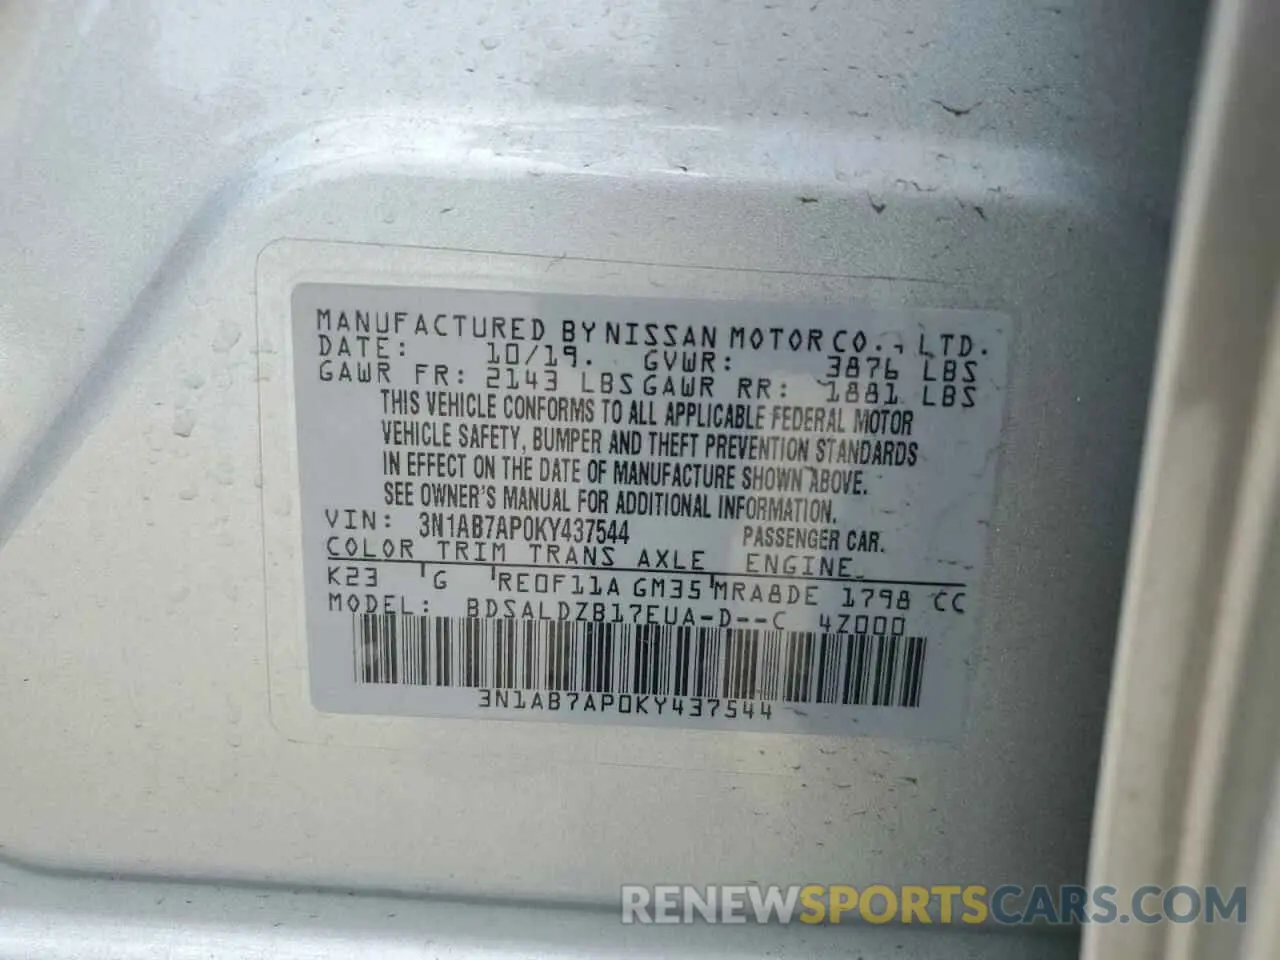 MANUFACTURED BY NISSAN MOTOR CO., LTD.
DATE: 10/19. GVWR: 3876 LBS
GAWR FR: 2143 LBS GAWR RR: 1881 LBS
THIS VEHICLE CONFORMS TO ALL APPLICABLE FEDERAL MOTOR
VEHICLE SAFETY, BUMPER AND THEFT PREVENTION STANDARDS
IN EFFECT ON THE DATE OF MANUFACTURE SHOWN ABOVE.
SEE OWNER'S MANUAL FOR ADDITIONAL INFORMATION.
VIN: 3N1AB7AP0KY437544 PASSENGER CAR.
COLOR TRIM TRANS AXLE ENGINE
K23 G RE0F11A GM35 MRA8DE 1798 CC
MODEL: BDSALDZB17EUA-D--C 4Z000
3N1AB7AP0KY437544
RENEWSPORTSCARS.COM